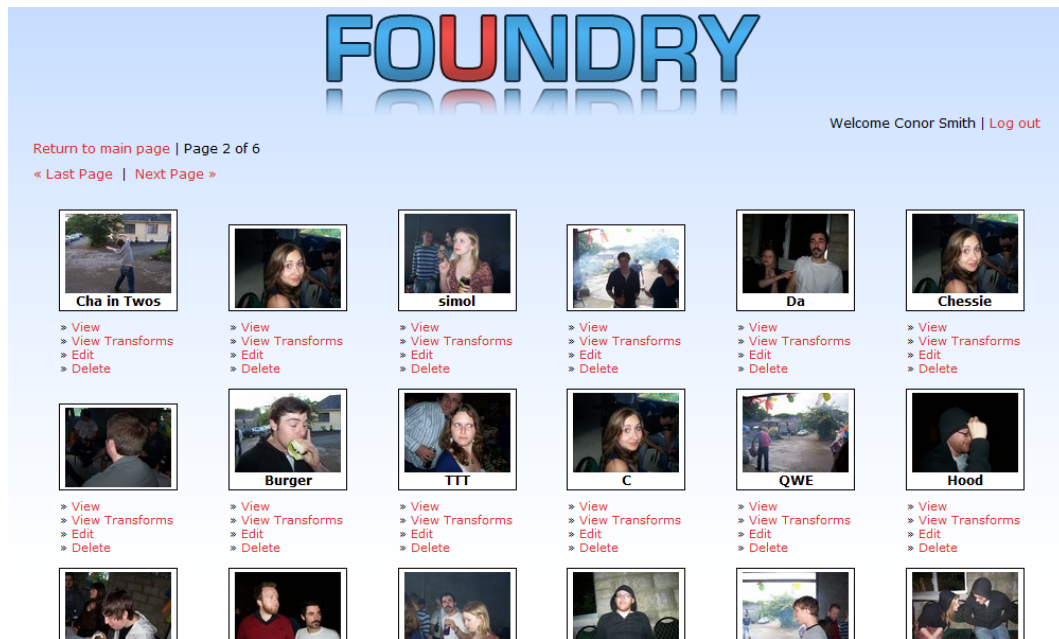 FOUNDRY
Welcome Conor Smith | Log out
Return to main page | Page 2 of 6
« Last Page | Next Page »
Cha in Twos simol Da Chessie
» View » View » View » View » View » View
» View Transforms » View Transforms » View Transforms » View Transforms » View Transforms » View Transforms
» Edit » Edit » Edit » Edit » Edit » Edit
» Delete » Delete » Delete » Delete » Delete » Delete
Burger TTT C QWE Hood
» View » View » View » View » View » View
» View Transforms » View Transforms » View Transforms » View Transforms » View Transforms » View Transforms
» Edit » Edit » Edit » Edit » Edit » Edit
» Delete » Delete » Delete » Delete » Delete » Delete